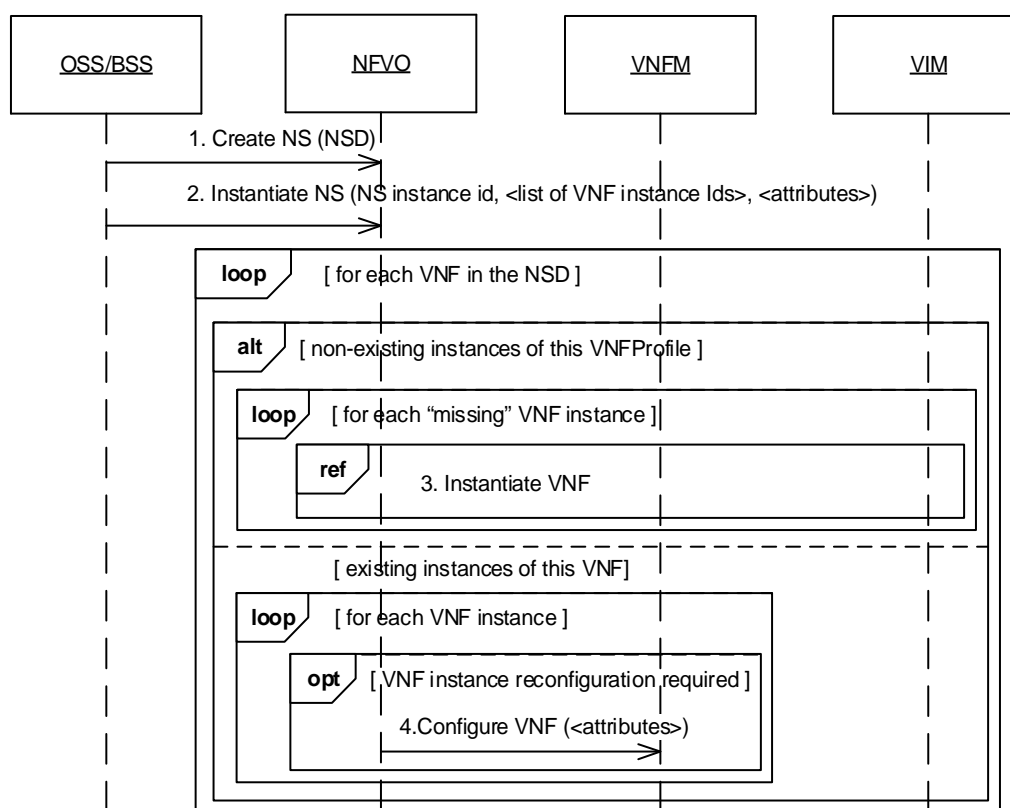 OSS/BSS
NFVO
VNFM
VIM
1. Create NS (NSD)
2. Instantiate NS (NS instance id, <list of VNF instance Ids>, <attributes>)
loop
[ for each VNF in the NSD ]
alt
[ non-existing instances of this VNFProfile ]
loop
[ for each “missing” VNF instance ]
ref
3. Instantiate VNF
[ existing instances of this VNF]
loop
[ for each VNF instance ]
opt
[ VNF instance reconfiguration required ]
4.Configure VNF (<attributes>)